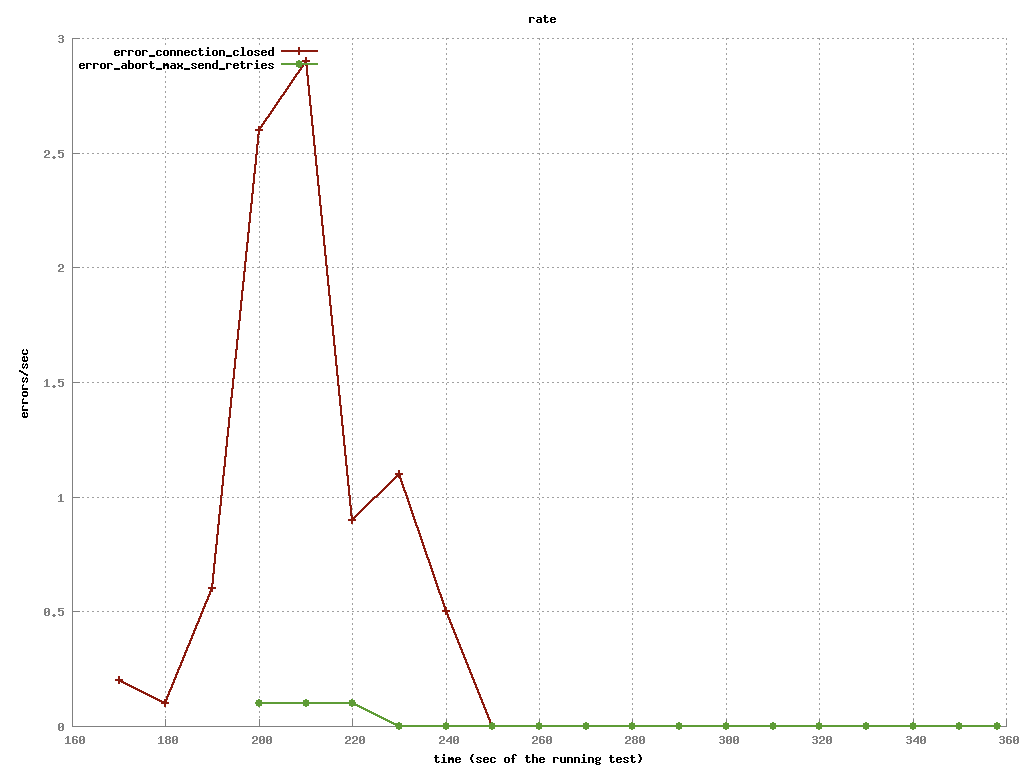 rate
3
error_connection_closed
error_abort_max_send_retries
2.5
2
1.5
1
0.5
0
errors/sec
160 180 200 220 240 260 280 300 320 340 360
time (sec of the running test)